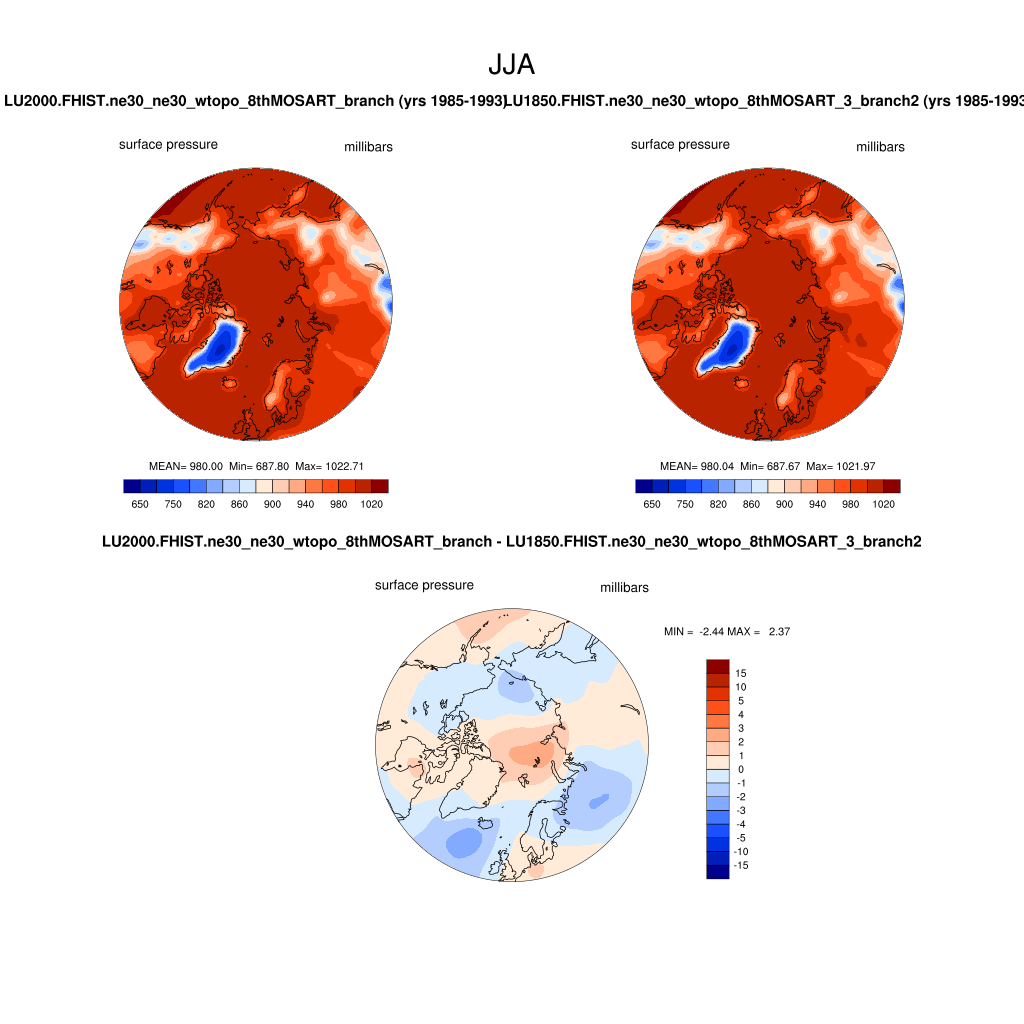 JJA
LU2000.FHIST.ne30_ne30_wtopo_8thMOSART_branch (yrs 1985-1993)
LU1850.FHIST.ne30_ne30_wtopo_8thMOSART_3_branch2 (yrs 1985-1993
surface pressure millibars
surface pressure millibars
MEAN= 980.00 Min= 687.80 Max= 1022.71
MEAN= 980.04 Min= 687.67 Max= 1021.97
650 750 820 860 900 940 980 1020
650 750 820 860 900 940 980 1020
LU2000.FHIST.ne30_ne30_wtopo_8thMOSART_branch - LU1850.FHIST.ne30_ne30_wtopo_8thMOSART_3_branch2
surface pressure millibars
MIN = -2.44 MAX = 2.37
15
10
5
4
3
2
1
0
-1
-2
-3
-4
-5
-10
-15